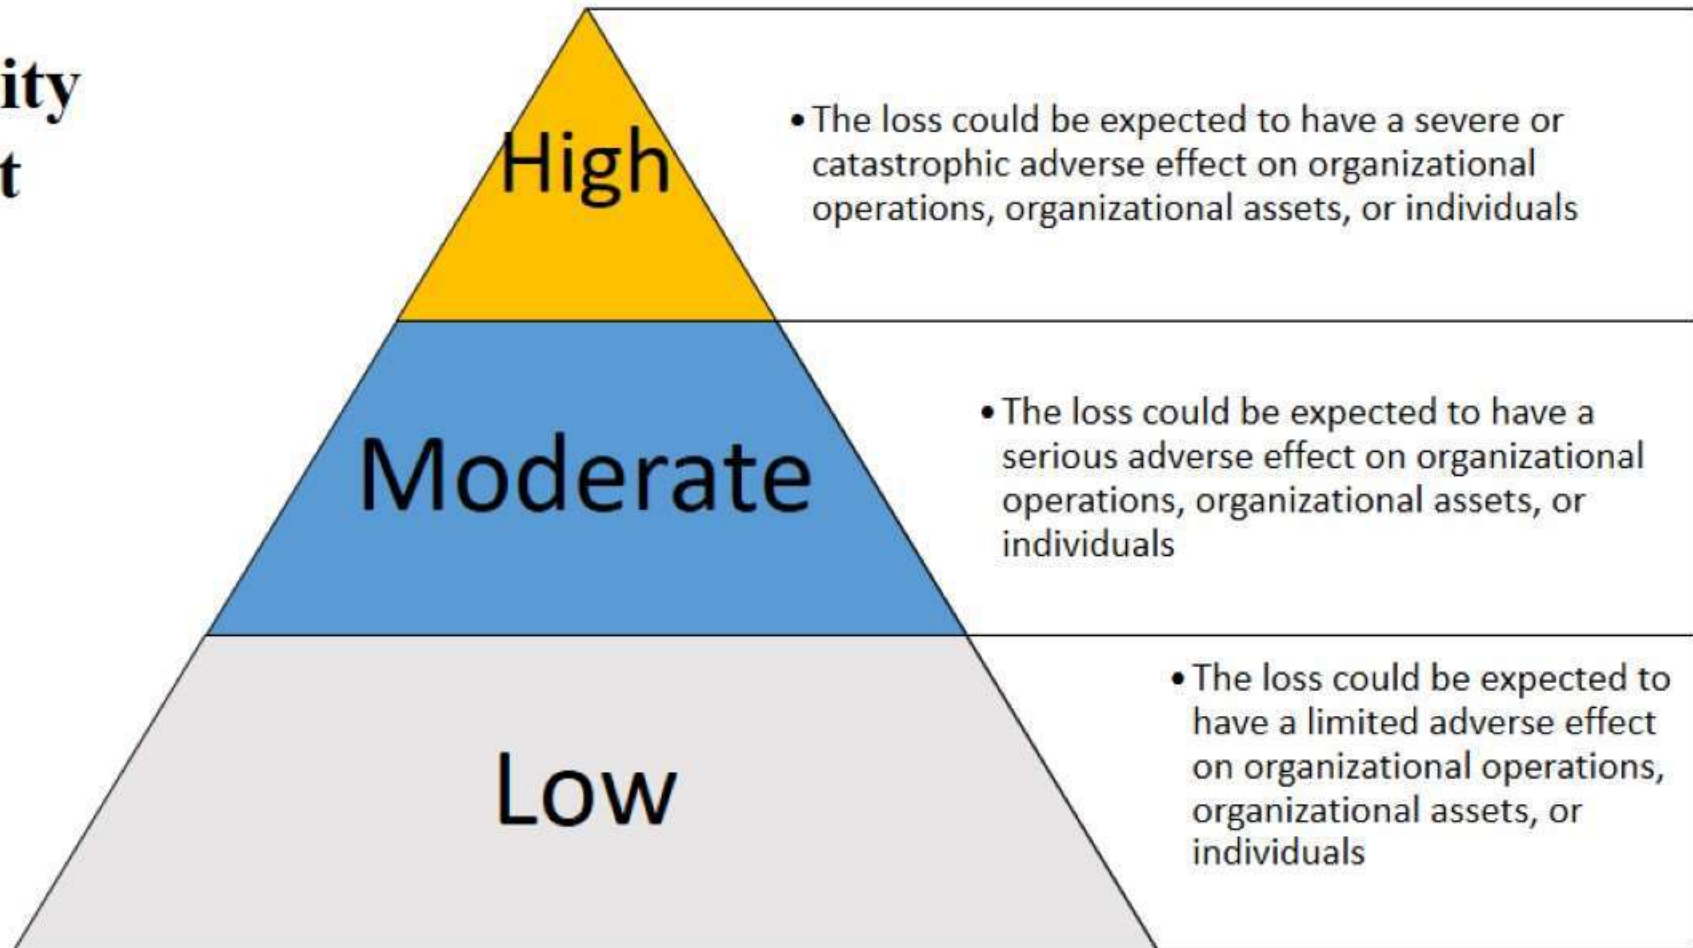 ity
t
High
• The loss could be expected to have a severe or
catastrophic adverse effect on organizational
operations, organizational assets, or individuals
Moderate
• The loss could be expected to have a
serious adverse effect on organizational
operations, organizational assets, or
individuals
Low
• The loss could be expected to
have a limited adverse effect
on organizational operations,
organizational assets, or
individuals